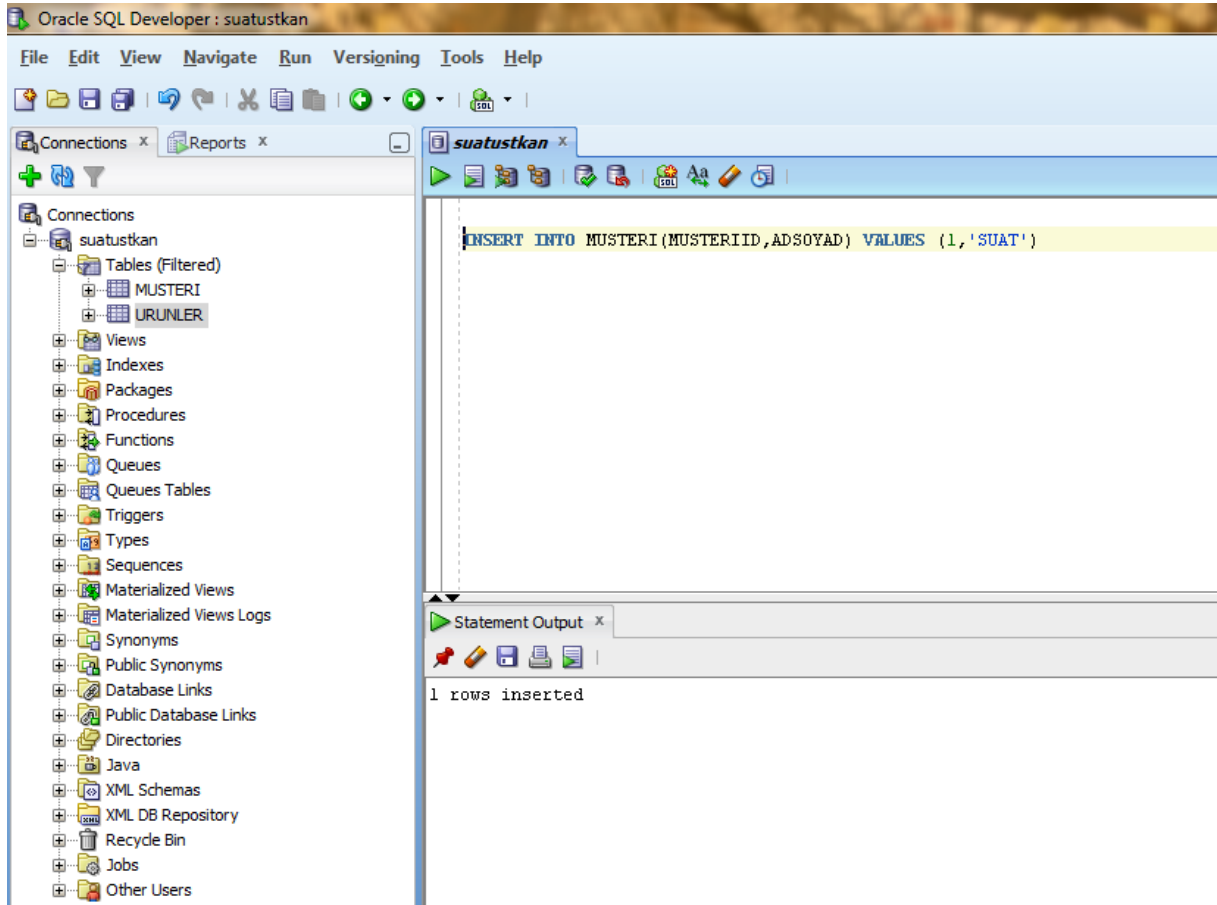 Oracle SQL Developer : suatustkan
File Edit View Navigate Run Versioning Tools Help
Connections x Reports x
suatustkan x
Connections
suatustkan
Tables (Filtered)
MUSTERI
URUNLER
Views
Indexes
Packages
Procedures
Functions
Queues
Queues Tables
Triggers
Types
Sequences
Materialized Views
Materialized Views Logs
Synonyms
Public Synonyms
Database Links
Public Database Links
Directories
Java
XML Schemas
XML DB Repository
Recycle Bin
Jobs
Other Users
INSERT INTO MUSTERI(MUSTERIID,ADSOYAD) VALUES (1,'SUAT')
Statement Output x
1 rows inserted